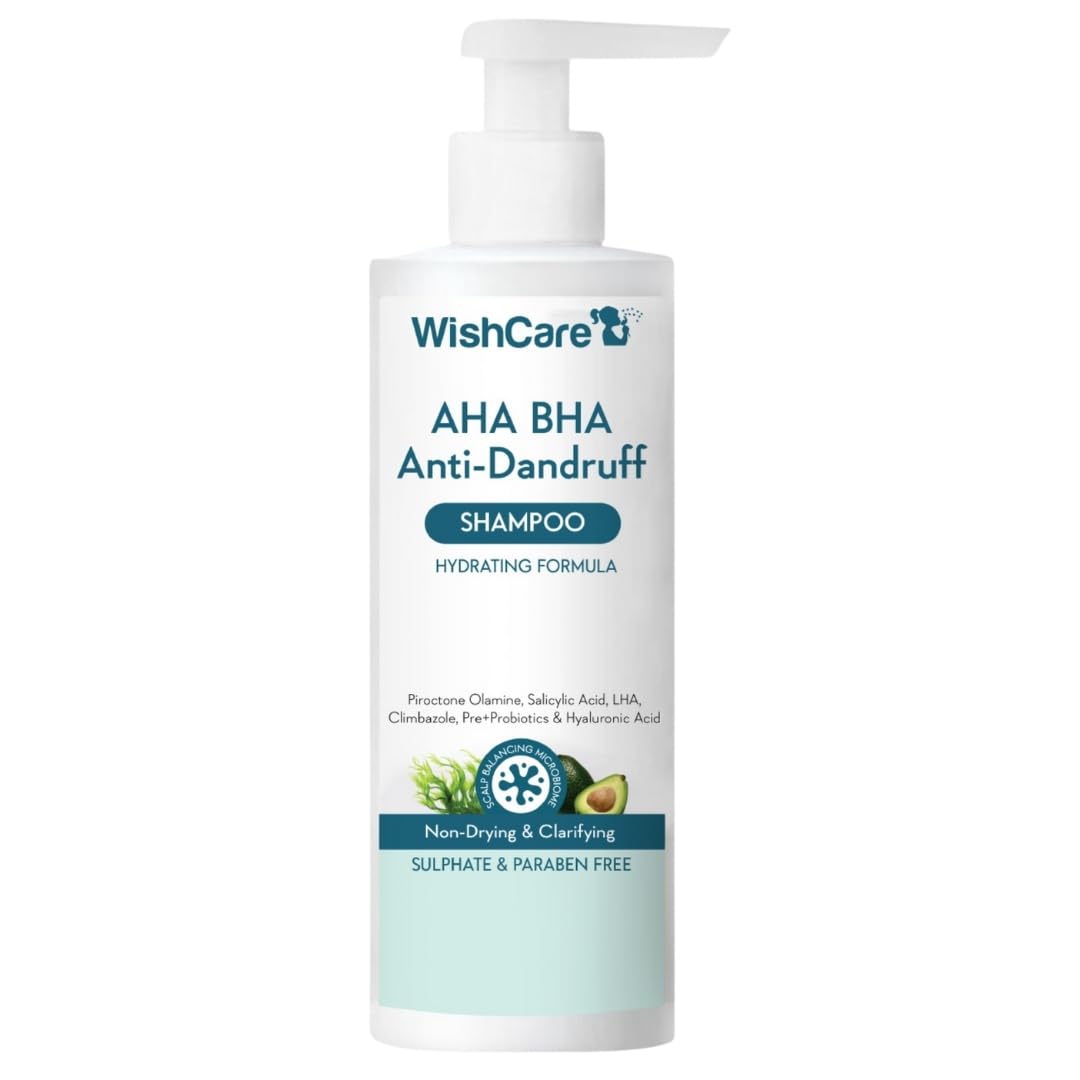 WishCare
AHA BHA
Anti-Dandruff
SHAMPOO
HYDRATING FORMULA
Piroctone Olamine, Salicylic Acid, LHA,
Climbazole, Pre+Probiotics & Hyaluronic Acid
SCALP BALANCING MICROBIOME
Non-Drying & Clarifying
SULPHATE & PARABEN FREE